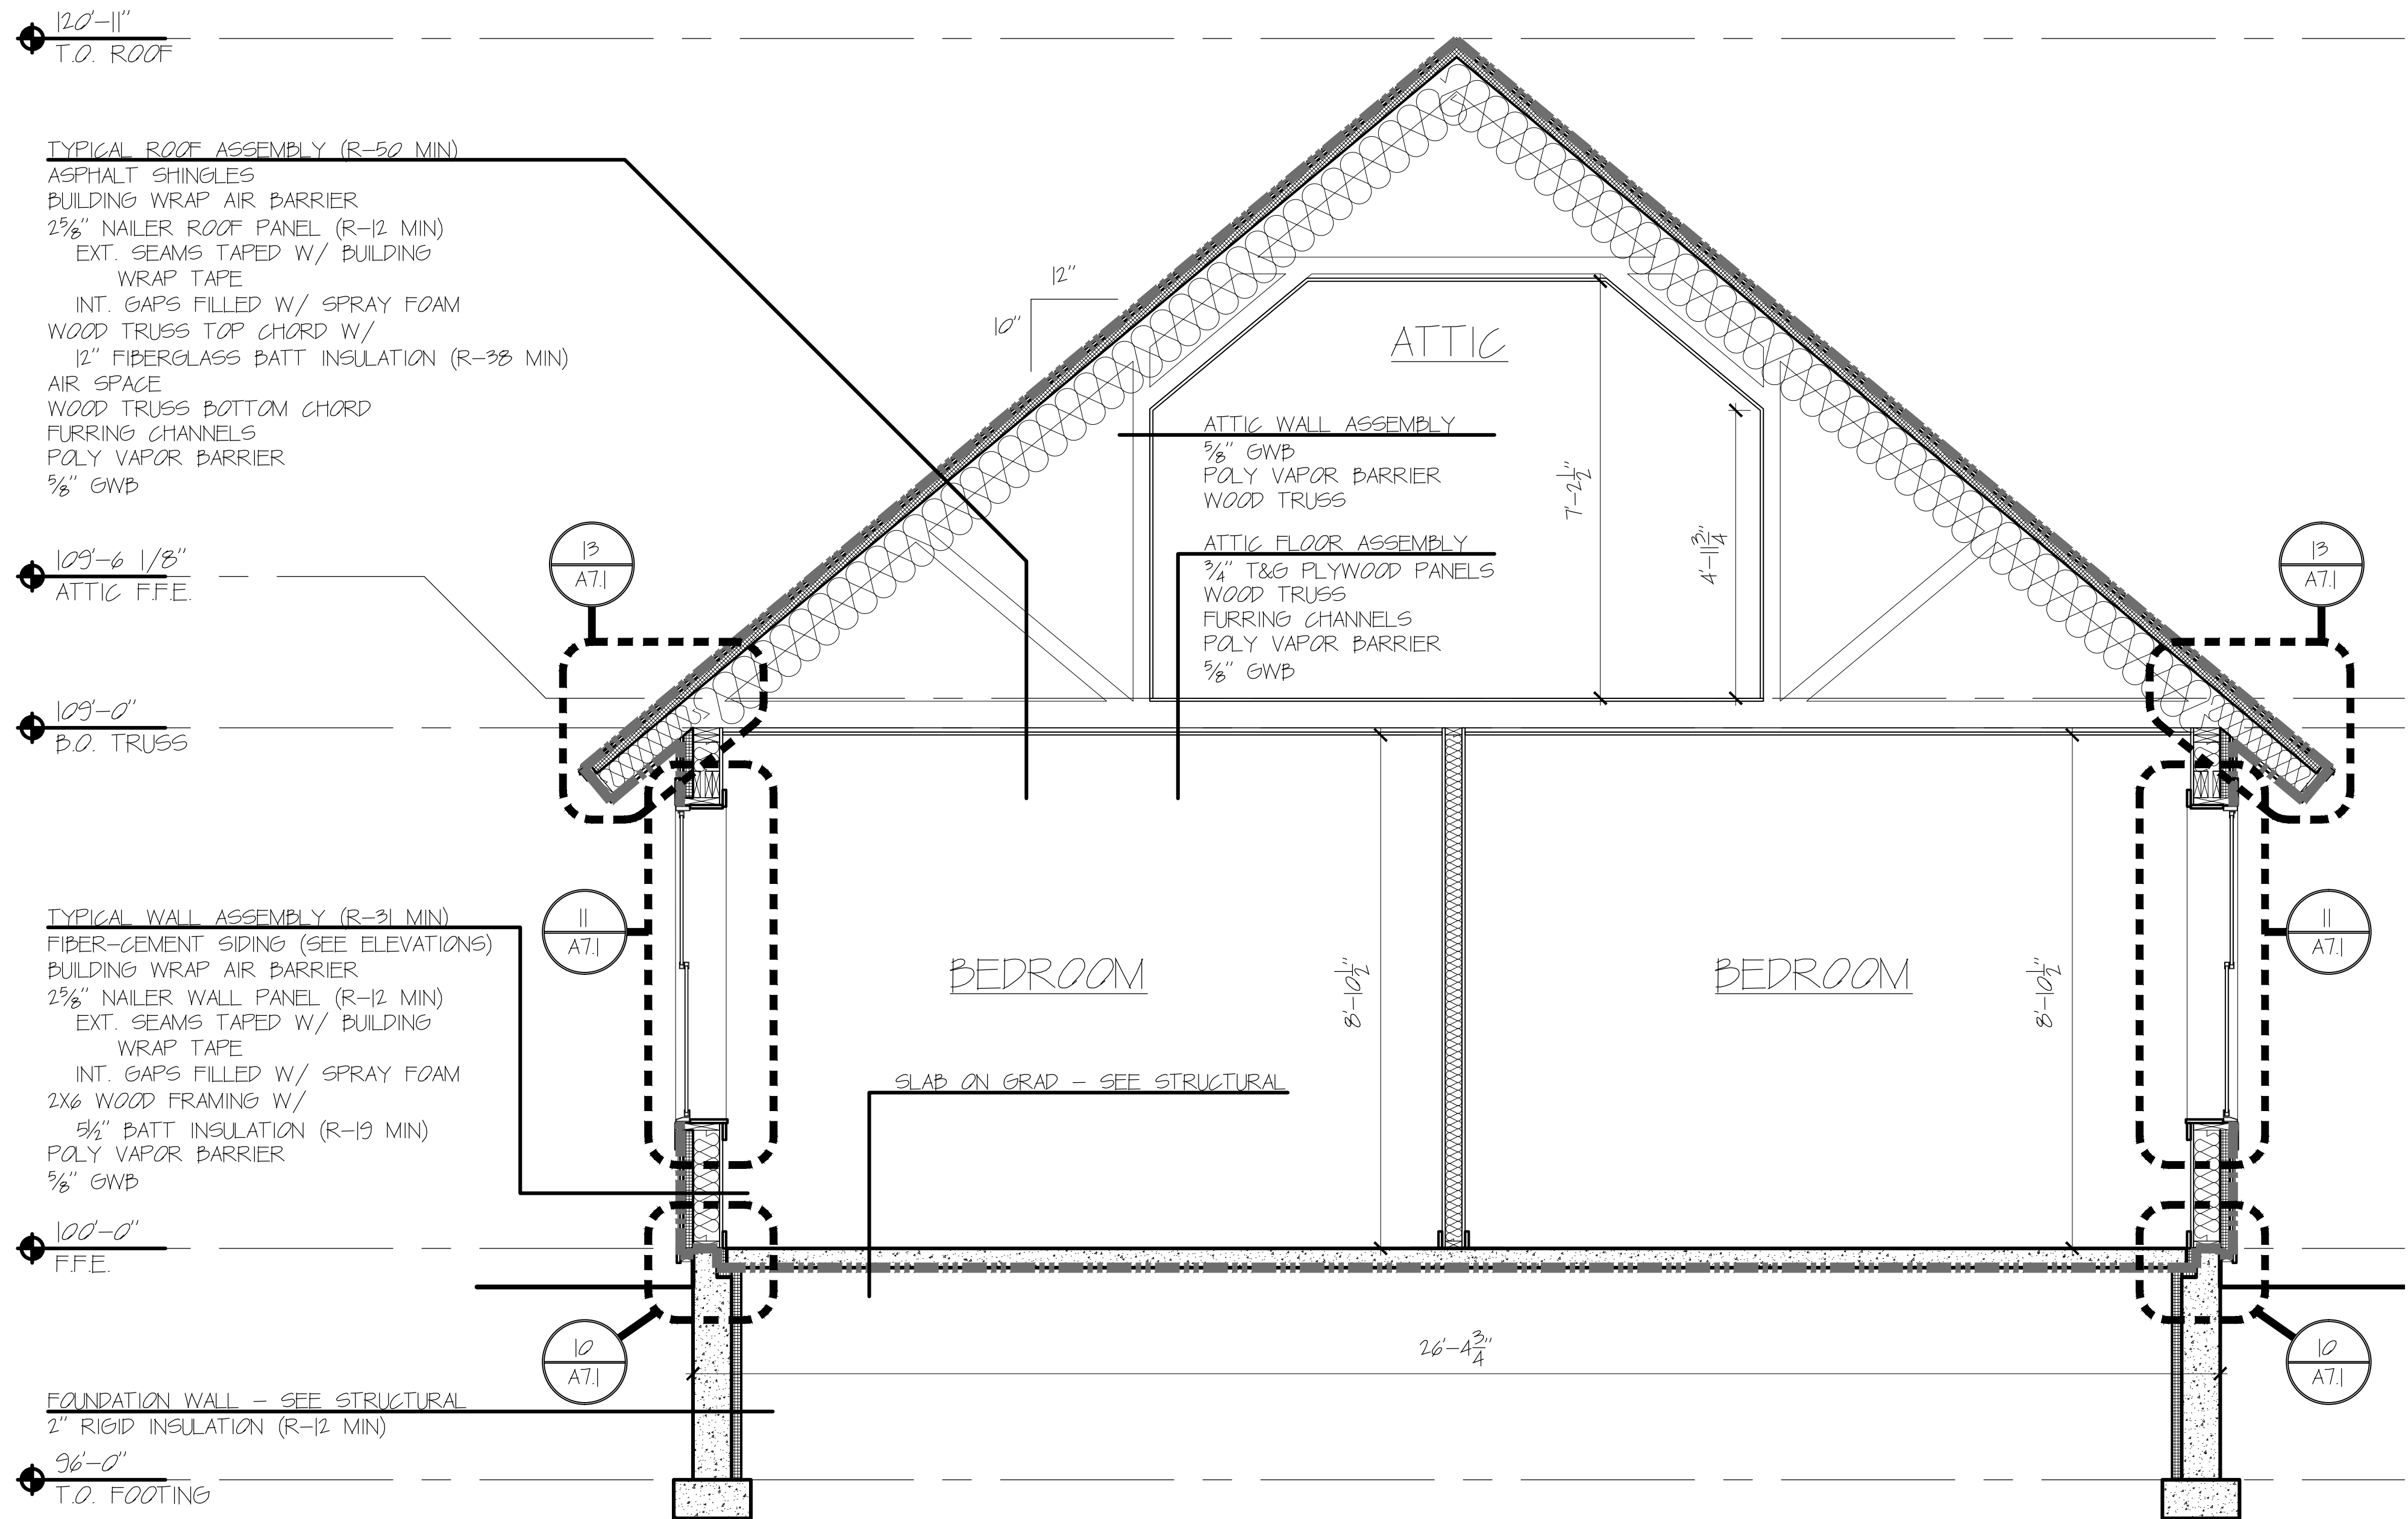 120'-11"
T.O. ROOF
TYPICAL ROOF ASSEMBLY (R-50 MIN)
ASPHALT SHINGLES
BUILDING WRAP AIR BARRIER
2⅝" NAILER ROOF PANEL (R-12 MIN)
EXT. SEAMS TAPED W/ BUILDING
WRAP TAPE
INT. GAPS FILLED W/ SPRAY FOAM
WOOD TRUSS TOP CHORD W/
12" FIBERGLASS BATT INSULATION (R-38 MIN)
AIR SPACE
WOOD TRUSS BOTTOM CHORD
FURRING CHANNELS
POLY VAPOR BARRIER
⅝" GWB
12"
10"
ATTIC
ATTIC WALL ASSEMBLY
⅝" GWB
POLY VAPOR BARRIER
WOOD TRUSS
ATTIC FLOOR ASSEMBLY
¾" T&G PLYWOOD PANELS
WOOD TRUSS
FURRING CHANNELS
POLY VAPOR BARRIER
⅝" GWB
7'-2½"
4'-11¾"
13
A7.1
13
A7.1
109'-6 1/8"
ATTIC F.F.E.
109'-0"
B.O. TRUSS
TYPICAL WALL ASSEMBLY (R-31 MIN)
FIBER-CEMENT SIDING (SEE ELEVATIONS)
BUILDING WRAP AIR BARRIER
2⅝" NAILER WALL PANEL (R-12 MIN)
EXT. SEAMS TAPED W/ BUILDING
WRAP TAPE
INT. GAPS FILLED W/ SPRAY FOAM
2X6 WOOD FRAMING W/
5½" BATT INSULATION (R-19 MIN)
POLY VAPOR BARRIER
⅝" GWB
11
A7.1
BEDROOM
8'-10½"
BEDROOM
8'-10½"
11
A7.1
SLAB ON GRAD - SEE STRUCTURAL
100'-0"
F.F.E.
10
A7.1
26'-4¾"
10
A7.1
FOUNDATION WALL - SEE STRUCTURAL
2" RIGID INSULATION (R-12 MIN)
96'-0"
T.O. FOOTING